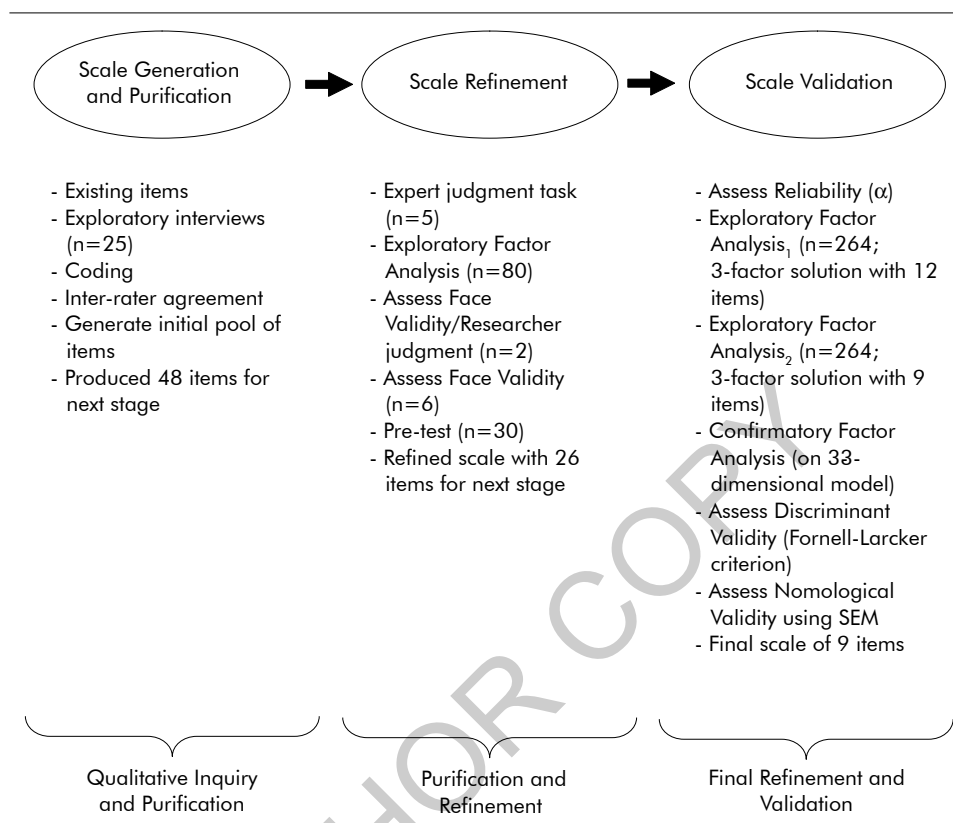 Scale Generation
and Purification
Scale Refinement
Scale Validation
- Existing items
- Exploratory interviews
(n=25)
- Coding
- Inter-rater agreement
- Generate initial pool of
items
- Produced 48 items for
next stage
- Expert judgment task
(n=5)
- Exploratory Factor
Analysis (n=80)
- Assess Face
Validity/Researcher
judgment (n=2)
- Assess Face Validity
(n=6)
- Pre-test (n=30)
- Refined scale with 26
items for next stage
- Assess Reliability (α)
- Exploratory Factor
Analysis₁ (n=264;
3-factor solution with 12
items)
- Exploratory Factor
Analysis₂ (n=264;
3-factor solution with 9
items)
- Confirmatory Factor
Analysis (on 33-
dimensional model)
- Assess Discriminant
Validity (Fornell-Larcker
criterion)
- Assess Nomological
Validity using SEM
- Final scale of 9 items
Qualitative Inquiry
and Purification
Purification and
Refinement
Final Refinement and
Validation
HOR COPY